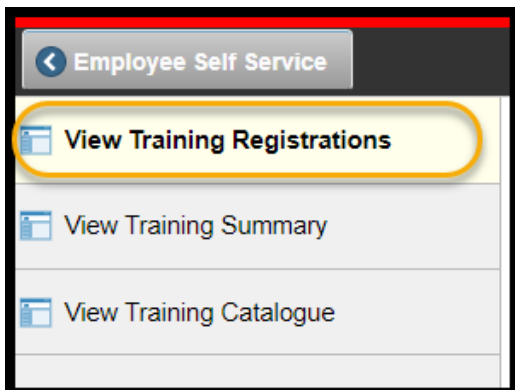 Employee Self Service
View Training Registrations
View Training Summary
View Training Catalogue